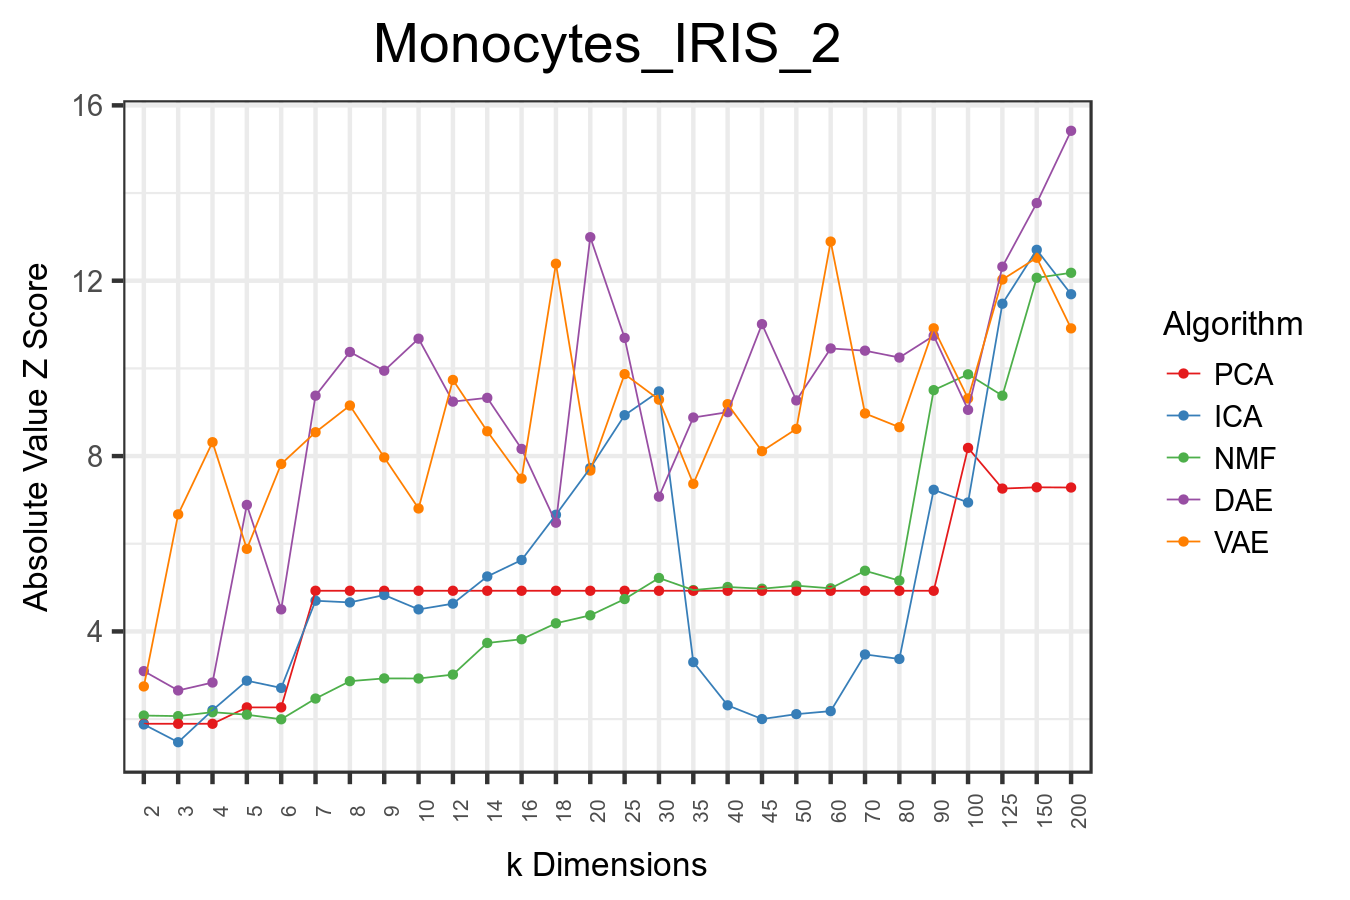 Monocytes_IRIS_2
Absolute Value Z Score
16
12
8
4
2 3 4 5 6 7 8 9 10 12 14 16 18 20 25 30 35 40 45 50 60 70 80 90 100 125 150 200
k Dimensions
Algorithm
PCA
ICA
NMF
DAE
VAE